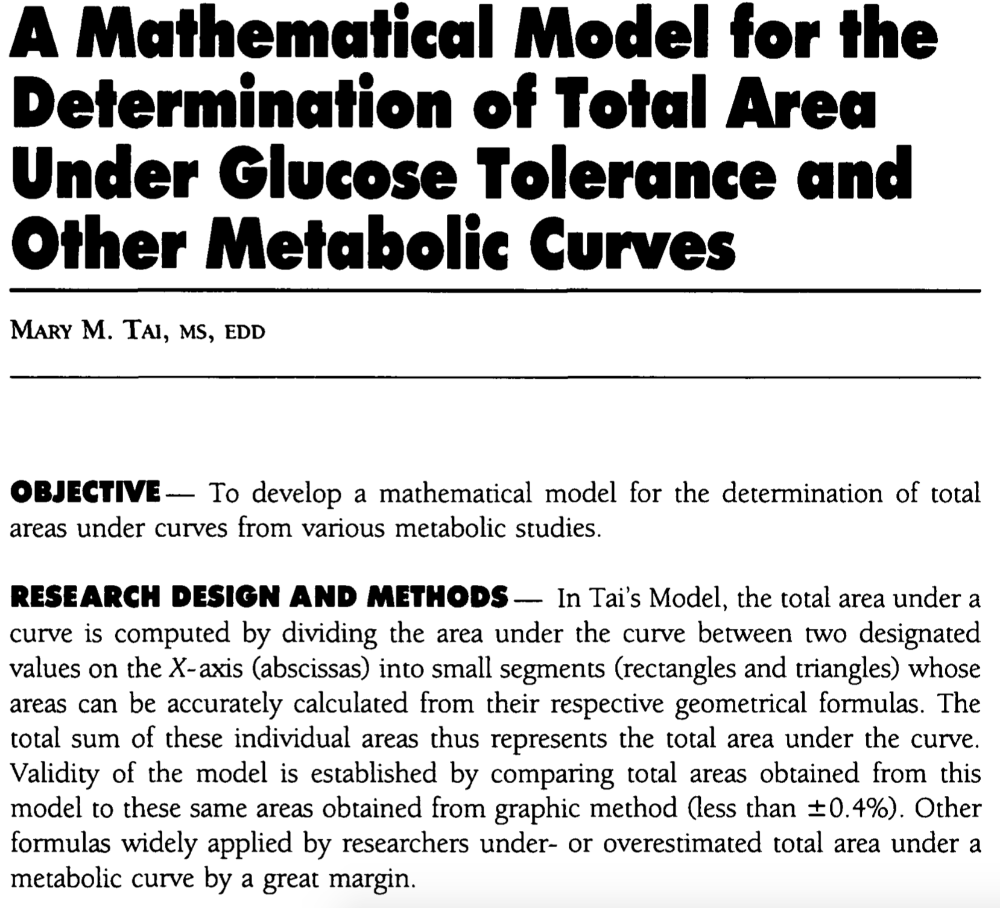 A Mathematical Model for the
Determination of Total Area
Under Glucose Tolerance and
Other Metabolic Curves
MARY M. TAI, MS, EDD
OBJECTIVE — To develop a mathematical model for the determination of total
areas under curves from various metabolic studies.
RESEARCH DESIGN AND METHODS — In Tai's Model, the total area under a
curve is computed by dividing the area under the curve between two designated
values on the X-axis (abscissas) into small segments (rectangles and triangles) whose
areas can be accurately calculated from their respective geometrical formulas. The
total sum of these individual areas thus represents the total area under the curve.
Validity of the model is established by comparing total areas obtained from this
model to these same areas obtained from graphic method (less than ±0.4%). Other
formulas widely applied by researchers under- or overestimated total area under a
metabolic curve by a great margin.